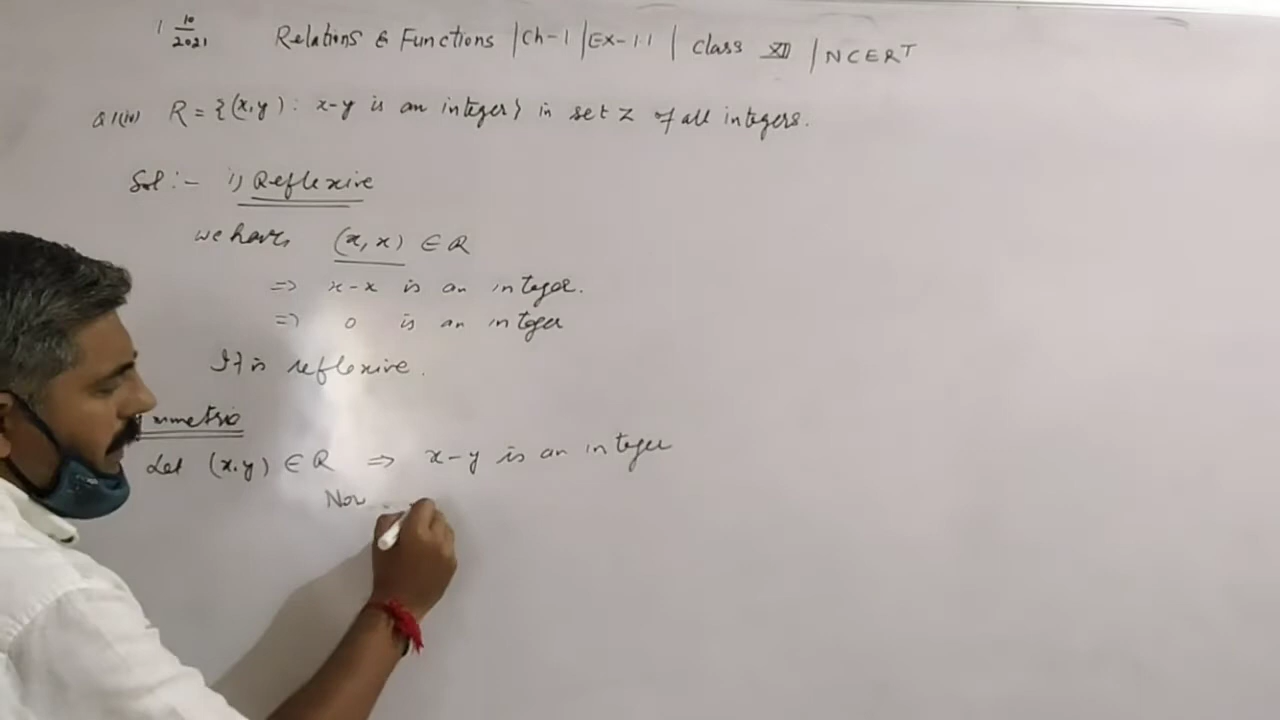 1 10/2021 Relations & Functions | Ch-1 | Ex-1.1 | Class XII | NCERT
Q1(iv) R = {(x,y) : x-y is an integer} in set Z of all integers.
Sol :- i) Reflexive
we have, (x,x) ∈ R
=> x-x is an integer.
=> 0 is an integer
It is reflexive.
mmetric
Let (x,y) ∈ R => x-y is an integer
Now